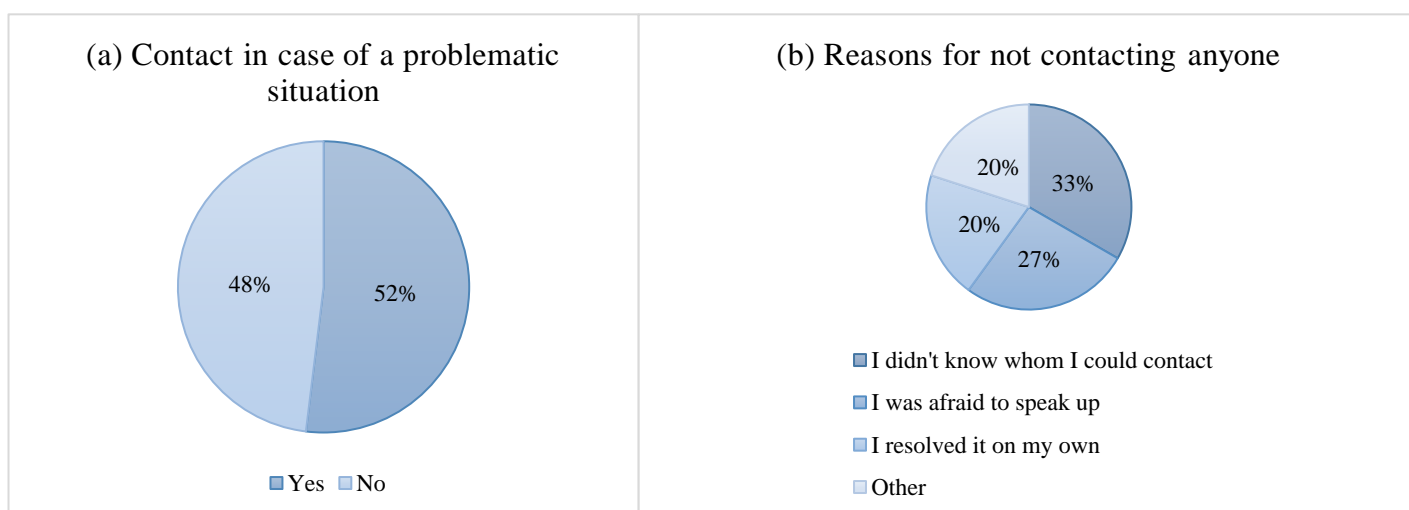 (a) Contact in case of a problematic
situation
48%
52%
Yes
No
(b) Reasons for not contacting anyone
20%
33%
20%
27%
I didn't know whom I could contact
I was afraid to speak up
I resolved it on my own
Other